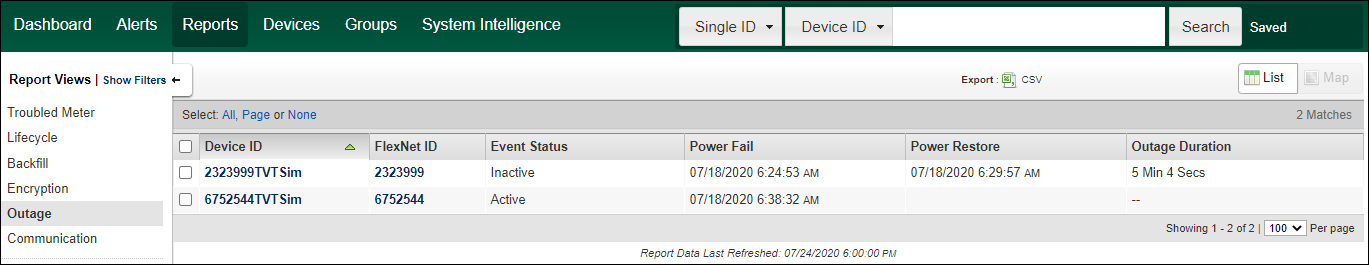 Dashboard Alerts Reports Devices Groups System Intelligence Single ID Device ID Search Saved
Report Views | Show Filters
Export : CSV List Map
Troubled Meter
Lifecycle
Backfill
Encryption
Outage
Communication
Select: All, Page or None 2 Matches
Device ID FlexNet ID Event Status Power Fail Power Restore Outage Duration
2323999TVTSim 2323999 Inactive 07/18/2020 6:24:53 AM 07/18/2020 6:29:57 AM 5 Min 4 Secs
6752544TVTSim 6752544 Active 07/18/2020 6:38:32 AM --
Showing 1 - 2 of 2 | 100 Per page
Report Data Last Refreshed: 07/24/2020 6:00:00 PM